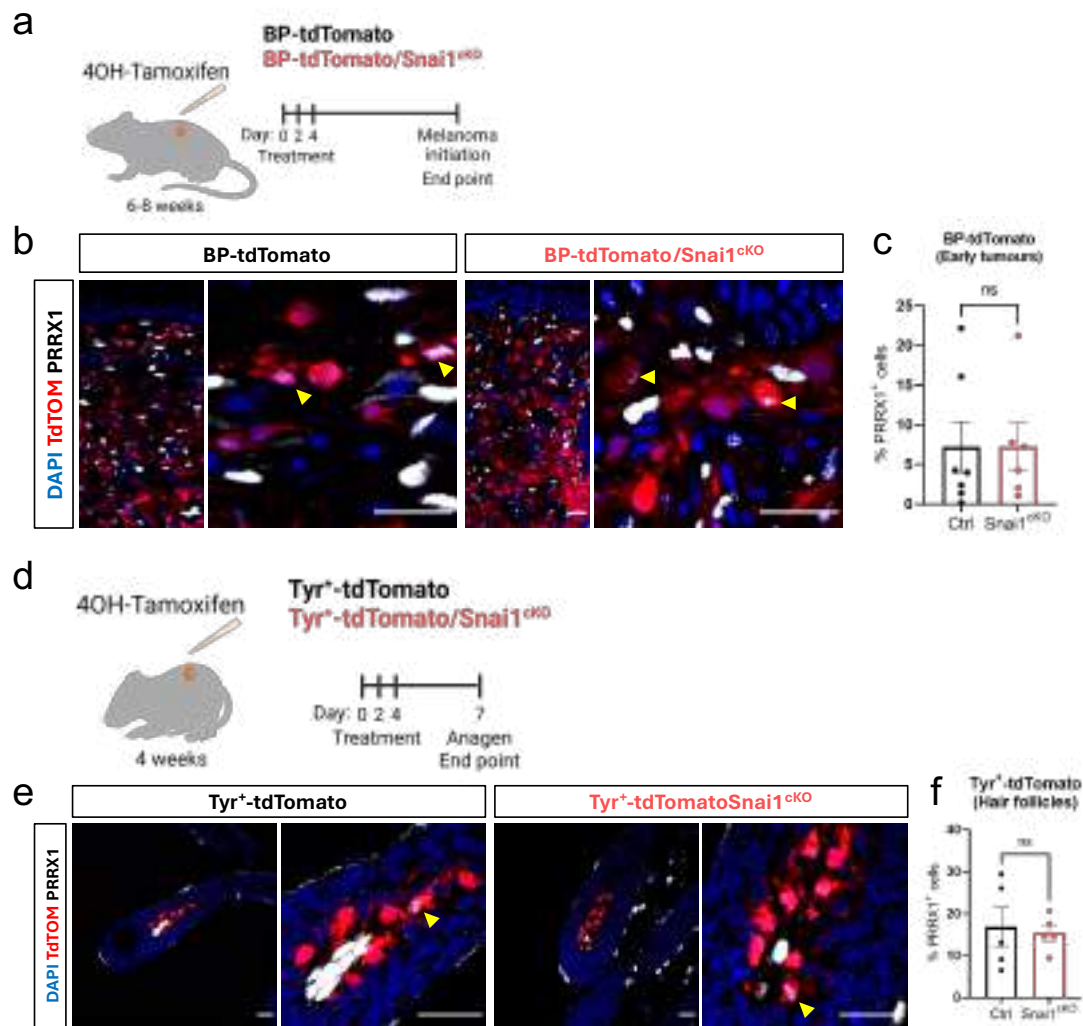 a
BP-tdTomato
BP-tdTomato/Snai1cKO
4OH-Tamoxifen
Day: 0 2 4
Treatment
Melanoma
initiation
End point
6-8 weeks
b
BP-tdTomato
BP-tdTomato/Snai1cKO
DAPI TdTOM PRRX1
c
BP-tdTomato
(Early tumours)
ns
% PRRX1+ cells
25
20
15
10
5
0
Ctrl Snai1cKO
d
4OH-Tamoxifen
Tyr+-tdTomato
Tyr+-tdTomato/Snai1cKO
Day: 0 2 4 7
Treatment Anagen
End point
4 weeks
e
Tyr+-tdTomato
Tyr+-tdTomatoSnai1cKO
DAPI TdTOM PRRX1
f
Tyr+-tdTomato
(Hair follicles)
ns
% PRRX1+ cells
40
30
20
10
0
Ctrl Snai1cKO